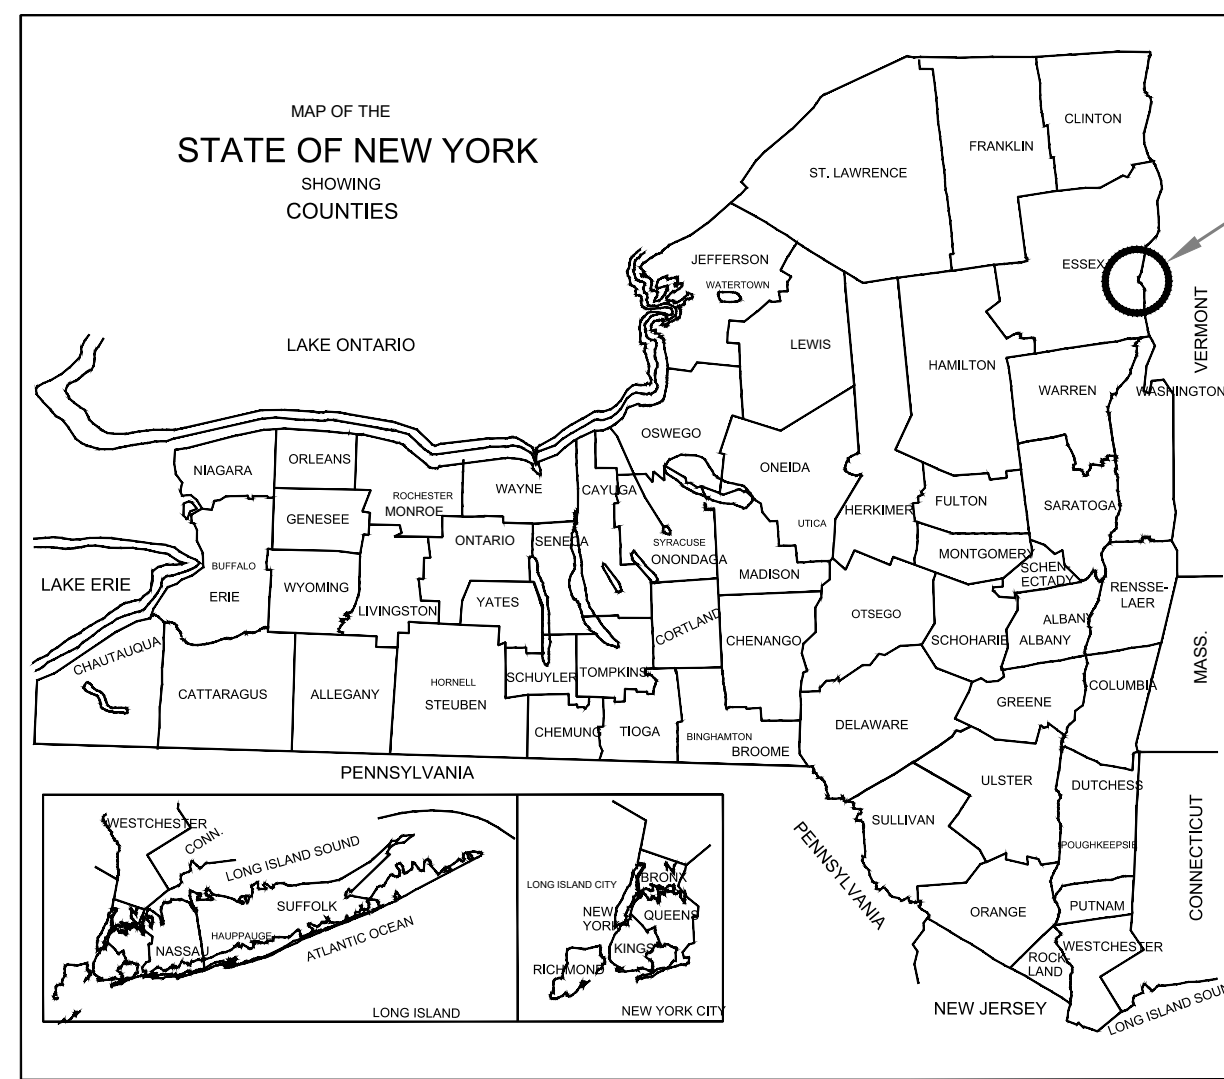 MAP OF THE
STATE OF NEW YORK
SHOWING
COUNTIES
CLINTON
FRANKLIN
ST. LAWRENCE
JEFFERSON
WATERTOWN
ESSEX
VERMONT
LAKE ONTARIO
LEWIS
HAMILTON
WARREN
WASHINGTON
OSWEGO
ONEIDA
NIAGARA
ORLEANS
ROCHESTER
MONROE
WAYNE
CAYUGA
UTICA
HERKIMER
FULTON
SARATOGA
GENESEE
ONTARIO
SENECA
SYRACUSE
ONONDAGA
MADISON
MONTGOMERY
SCHEN-
ECTADY
RENSSE-
LAER
LAKE ERIE
BUFFALO
ERIE
WYOMING
LIVINGSTON
YATES
CORTLAND
CHENANGO
OTSEGO
SCHOHARIE
ALBANY
ALBANY
MASS.
CHAUTAUQUA
CATTARAGUS
ALLEGANY
HORNELL
STEUBEN
SCHUYLER
TOMPKINS
CHEMUNG
TIOGA
BINGHAMTON
BROOME
DELAWARE
GREENE
COLUMBIA
PENNSYLVANIA
ULSTER
DUTCHESS
SULLIVAN
POUGHKEEPSIE
PENNSYLVANIA
CONNECTICUT
ORANGE
PUTNAM
WESTCHESTER
ROCK-
LAND
NEW JERSEY
LONG ISLAND SOUN
WESTCHESTER
CONN.
LONG ISLAND SOUND
SUFFOLK
HAUPPAUGE
NASSAU
ATLANTIC OCEAN
LONG ISLAND
LONG ISLAND CITY
BRONX
NEW
YORK
QUEENS
KINGS
RICHMOND
NEW YORK CITY